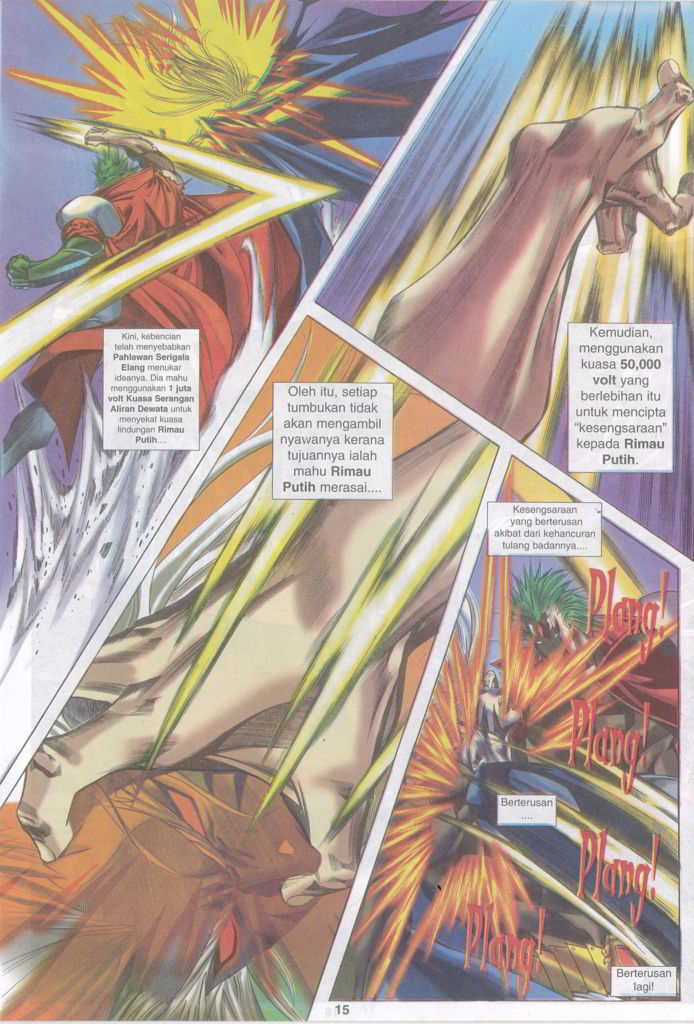 Kini, kebencian
telah menyebabkan
Pahlawan Serigala
Elang menukar
ideanya. Dia mahu
menggunakan 1 juta
volt Kuasa Serangan
Aliran Dewata untuk
menyekat kuasa
lindungan Rimau
Putih....
Kemudian,
menggunakan
kuasa 50,000
volt yang
berlebihan itu
untuk mencipta
“kesengsaraan”
kepada Rimau
Putih.
Oleh itu, setiap
tumbukan tidak
akan mengambil
nyawanya kerana
tujuannya ialah
mahu Rimau
Putih merasai....
Kesengsaraan
yang berterusan
akibat dari kehancuran
tulang badannya....
Plang!
Plang!
Berterusan
....
Plang!
Plang!
Berterusan
lagi!
15